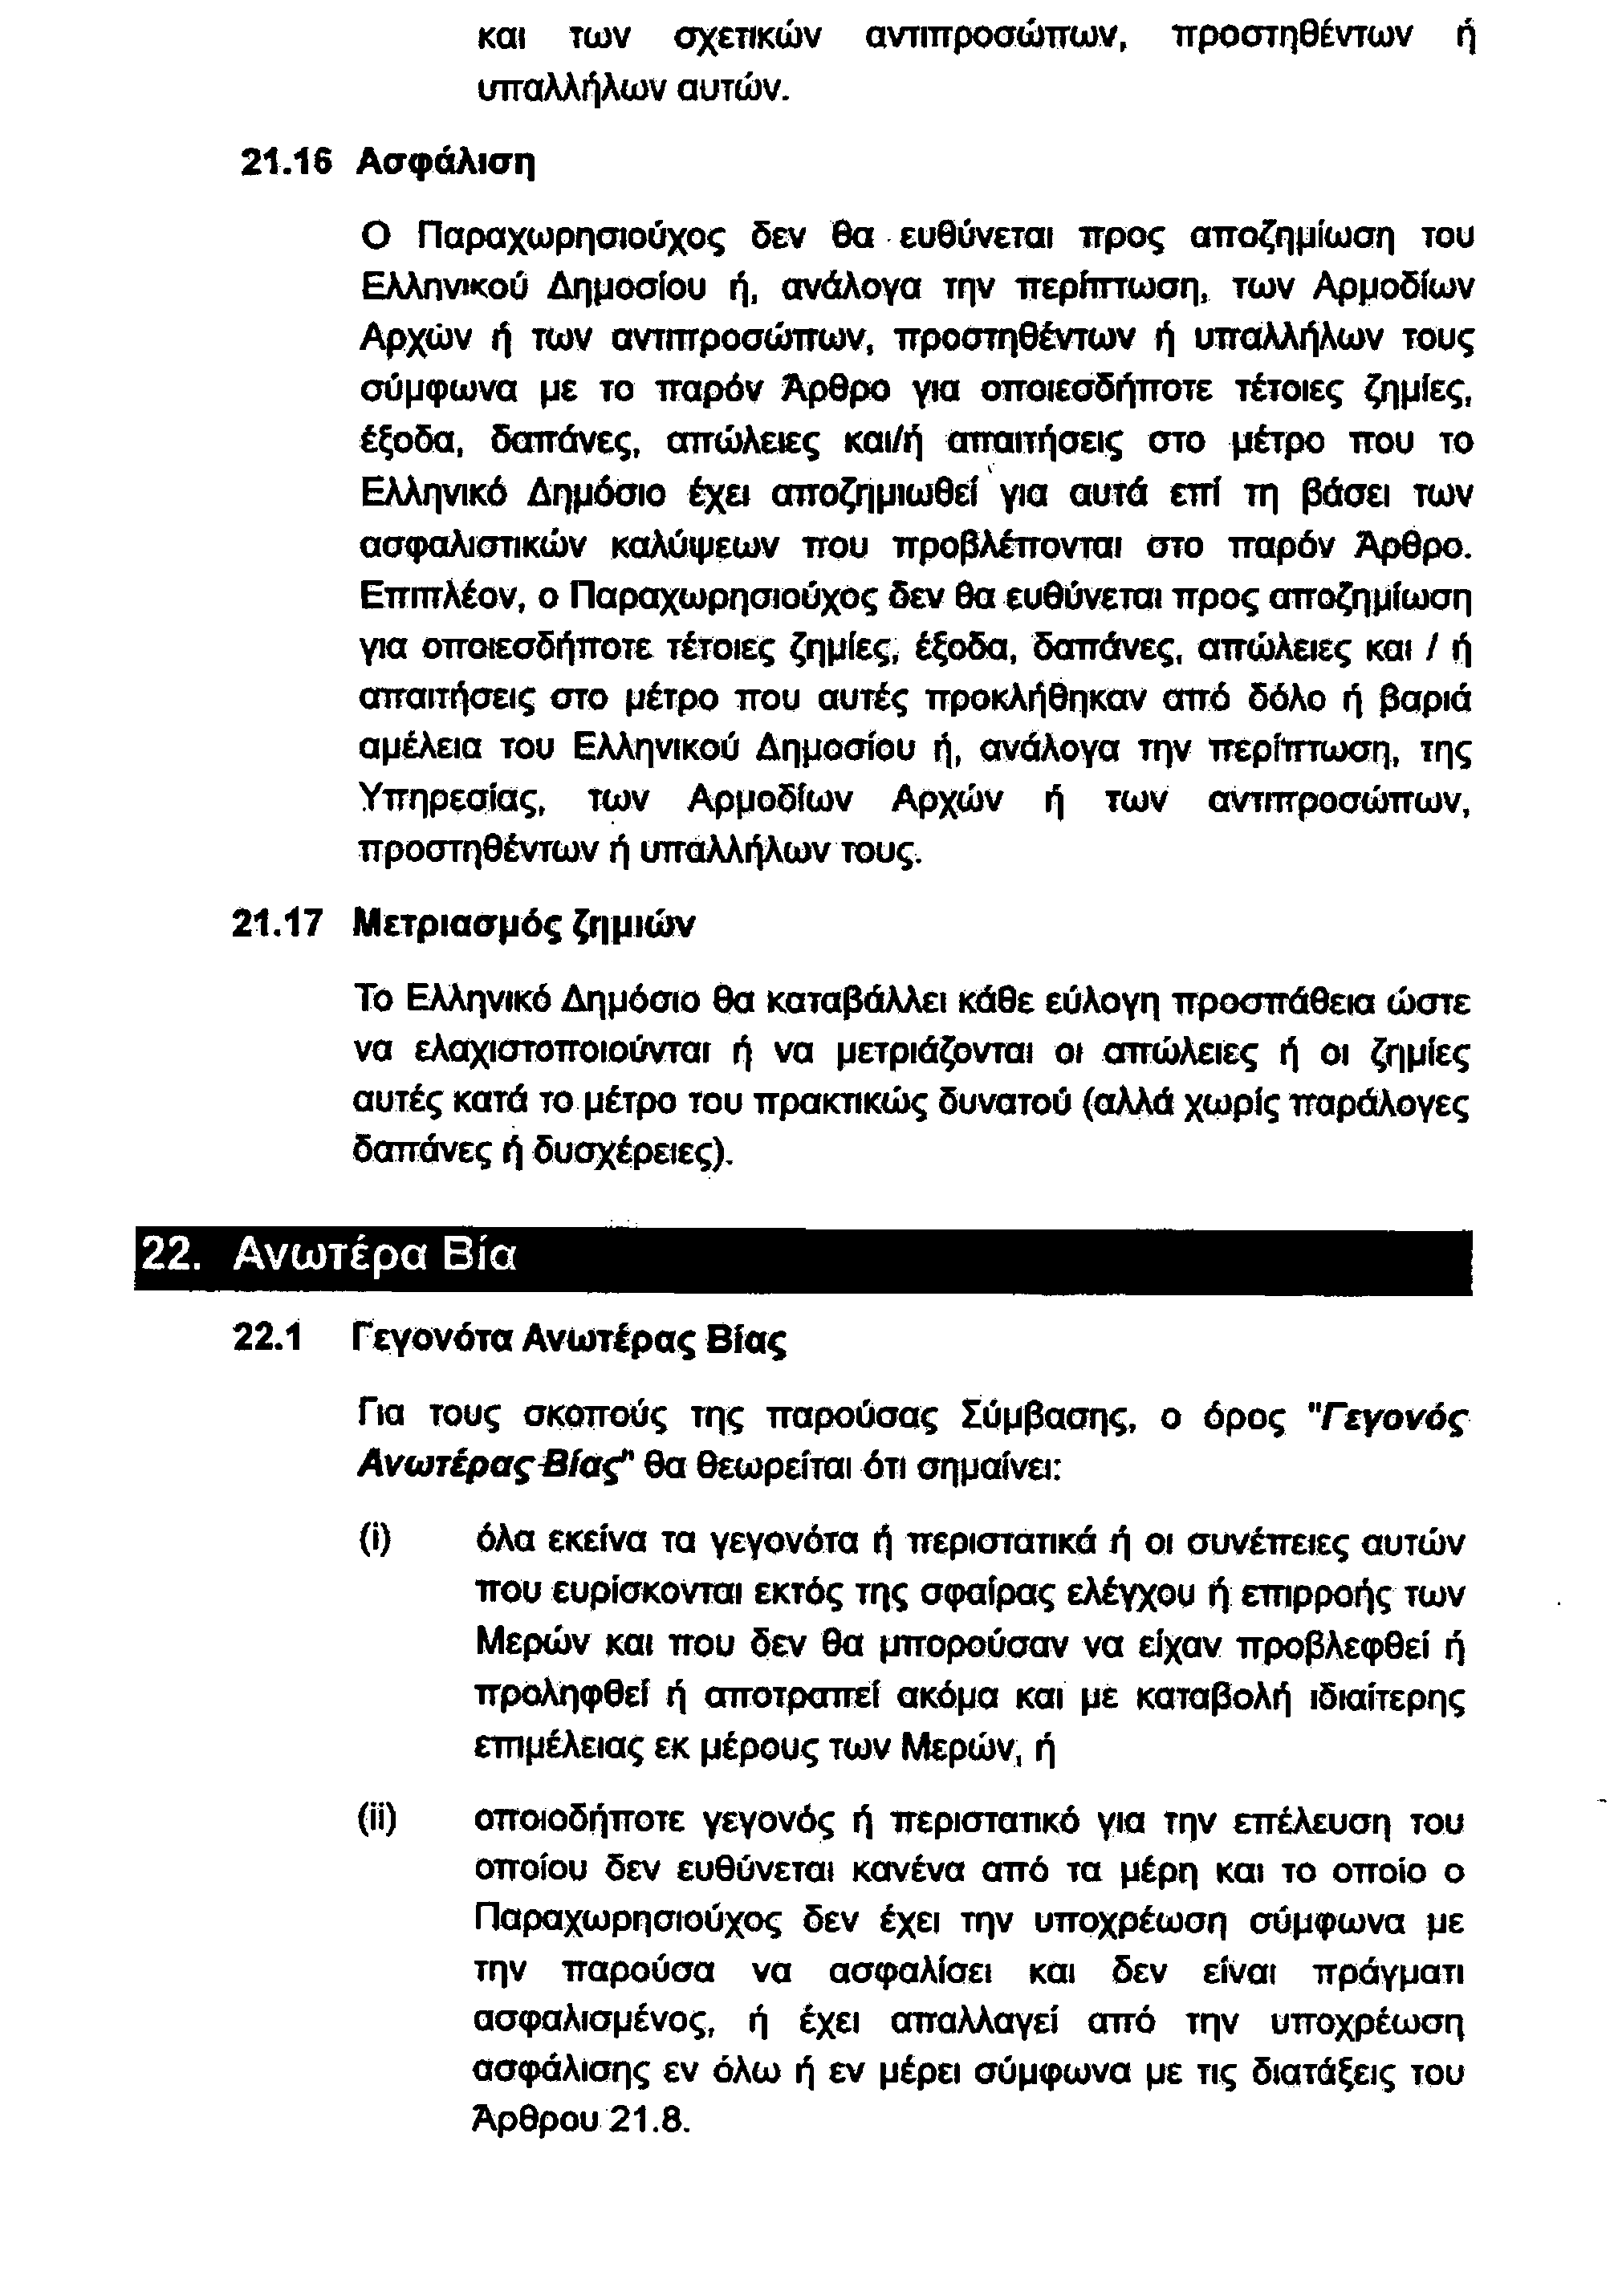 και των σχετικών αντιπροσώπων, προστηθέντων ή
υπαλλήλων αυτών.
21.16 Ασφάλιση
Ο Παραχωρησιούχος δεν θα ευθύνεται προς αποζημίωση του
Ελληνικού Δημοσίου ή, ανάλογα την περίπτωση, των Αρμοδίων
Αρχών ή των αντιπροσώπων, προστηθέντων ή υπαλλήλων τους
σύμφωνα με το παρόν Άρθρο για οποιεσδήποτε τέτοιες ζημίες,
έξοδα, δαπάνες, απώλειες και/ή απαιτήσεις στο μέτρο που το
Ελληνικό Δημόσιο έχει αποζημιωθεί για αυτά επί τη βάσει των
ασφαλιστικών καλύψεων που προβλέπονται στο παρόν Άρθρο.
Επιπλέον, ο Παραχωρησιούχος δεν θα ευθύνεται προς αποζημίωση
για οποιεσδήποτε τέτοιες ζημίες, έξοδα, δαπάνες, απώλειες και / ή
απαιτήσεις στο μέτρο που αυτές προκλήθηκαν από δόλο ή βαριά
αμέλεια του Ελληνικού Δημοσίου ή, ανάλογα την περίπτωση, της
Υπηρεσίας, των Αρμοδίων Αρχών ή των αντιπροσώπων,
προστηθέντων ή υπαλλήλων τους.
21.17 Μετριασμός ζημιών
Το Ελληνικό Δημόσιο θα καταβάλλει κάθε εύλογη προσπάθεια ώστε
να ελαχιστοποιούνται ή να μετριάζονται οι απώλειες ή οι ζημίες
αυτές κατά το μέτρο του πρακτικώς δυνατού (αλλά χωρίς παράλογες
δαπάνες ή δυσχέρειες).
22. Ανωτέρα Βία
22.1 Γεγονότα Ανωτέρας Βίας
Για τους σκοπούς της παρούσας Σύμβασης, ο όρος "Γεγονός
Ανωτέρας Βίας" θα θεωρείται ότι σημαίνει:
(i) όλα εκείνα τα γεγονότα ή περιστατικά ή οι συνέπειες αυτών
που ευρίσκονται εκτός της σφαίρας ελέγχου ή επιρροής των
Μερών και που δεν θα μπορούσαν να είχαν προβλεφθεί ή
προληφθεί ή αποτραπεί ακόμα και με καταβολή ιδιαίτερης
επιμέλειας εκ μέρους των Μερών, ή
(ii) οποιοδήποτε γεγονός ή περιστατικό για την επέλευση του
οποίου δεν ευθύνεται κανένα από τα μέρη και το οποίο ο
Παραχωρησιούχος δεν έχει την υποχρέωση σύμφωνα με
την παρούσα να ασφαλίσει και δεν είναι πράγματι
ασφαλισμένος, ή έχει απαλλαγεί από την υποχρέωση
ασφάλισης εν όλω ή εν μέρει σύμφωνα με τις διατάξεις του
Άρθρου 21.8.